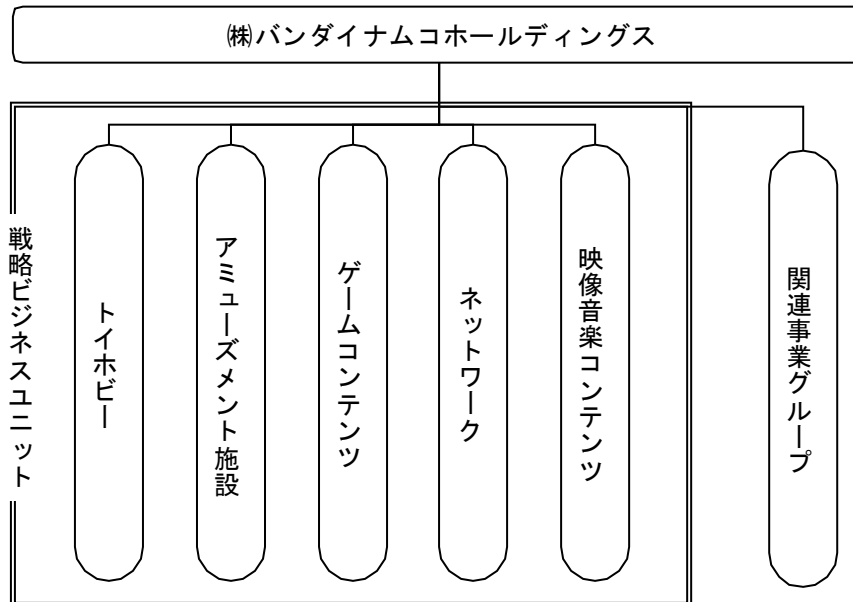 ㈱バンダイナムコホールディングス
戦略ビジネスユニット
トイホビー
アミューズメント施設
ゲームコンテンツ
ネットワーク
映像音楽コンテンツ
関連事業グループ